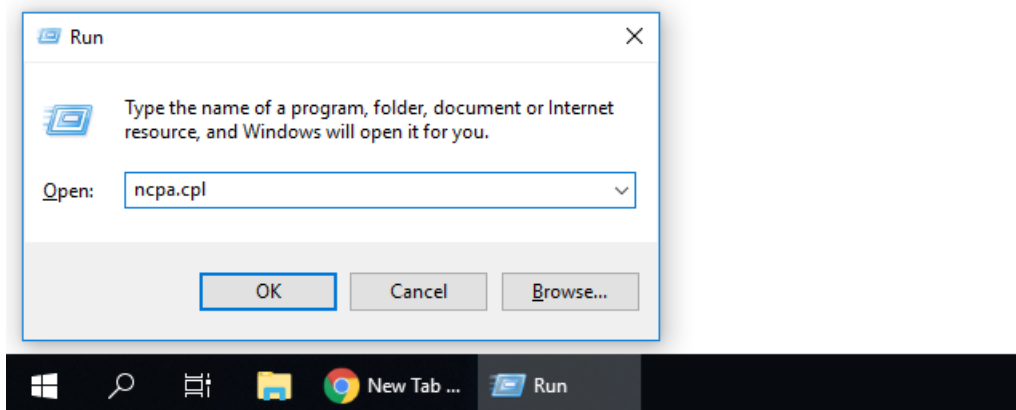 Run
Type the name of a program, folder, document or Internet
resource, and Windows will open it for you.
Open: ncpa.cpl
OK Cancel Browse...
New Tab ... Run